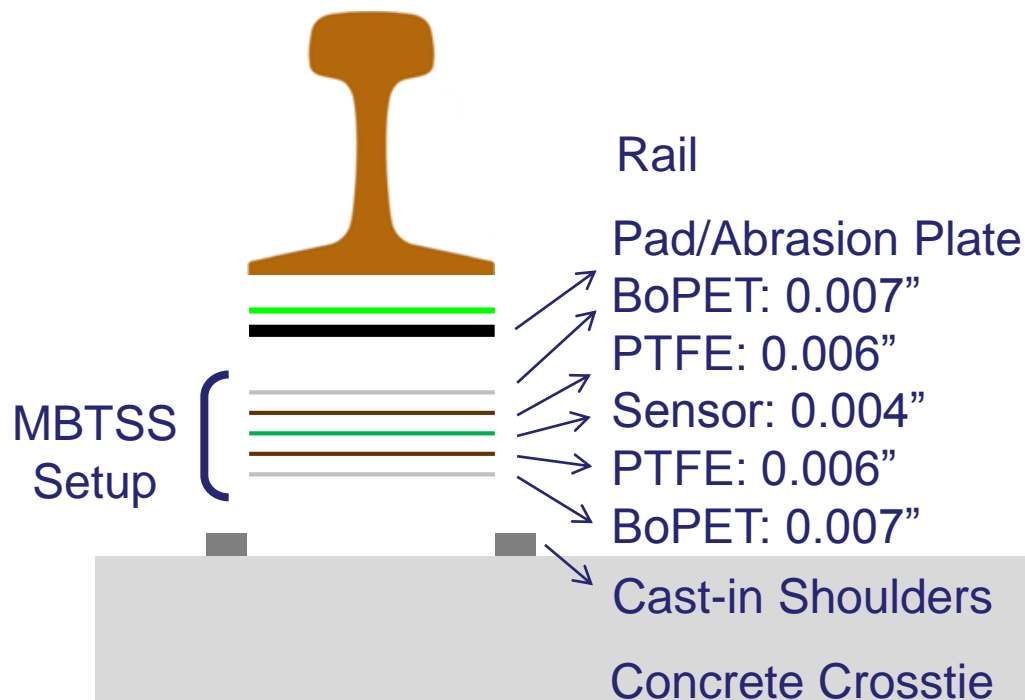 Rail
Pad/Abrasion Plate
BoPET: 0.007”
PTFE: 0.006”
Sensor: 0.004”
PTFE: 0.006”
BoPET: 0.007”
MBTSS
Setup
Cast-in Shoulders
Concrete Crosstie